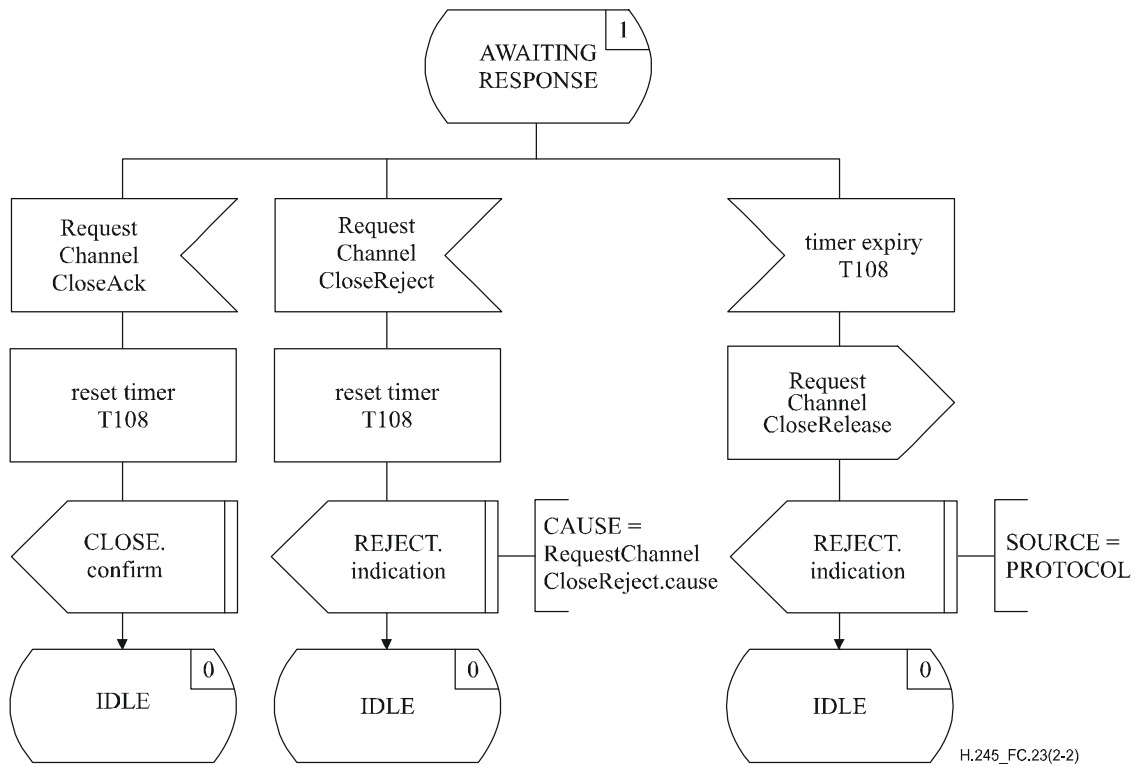 1
AWAITING
RESPONSE
Request
Channel
CloseAck
Request
Channel
CloseReject
timer expiry
T108
reset timer
T108
reset timer
T108
Request
Channel
CloseRelease
CLOSE.
confirm
REJECT.
indication
CAUSE =
RequestChannel
CloseReject.cause
REJECT.
indication
SOURCE =
PROTOCOL
0
IDLE
0
IDLE
0
IDLE
H.245_FC.23(2-2)